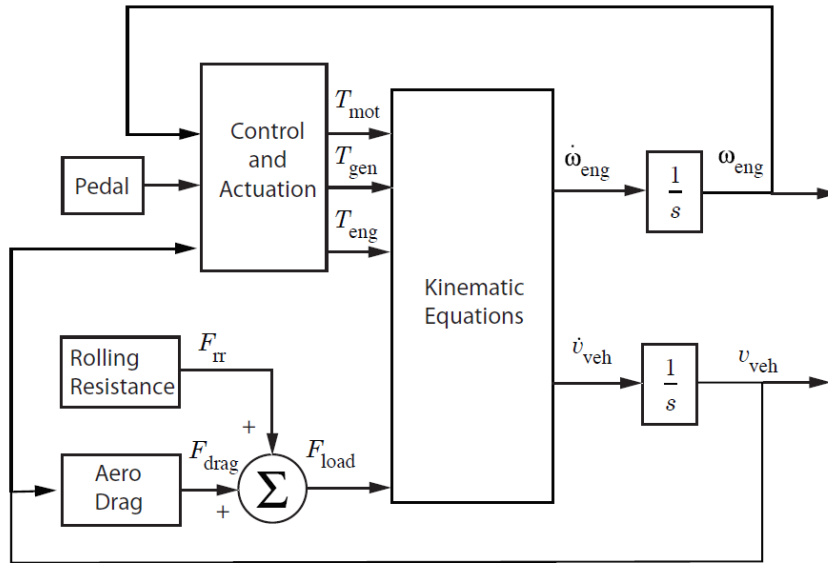 T_mot
Control
and
Actuation
T_gen
ω̇_eng
1
s
ω_eng
Pedal
T_eng
Kinematic
Equations
Rolling
Resistance
F_rr
v̇_veh
1
s
v_veh
+
Aero
Drag
F_drag
+
Σ
F_load